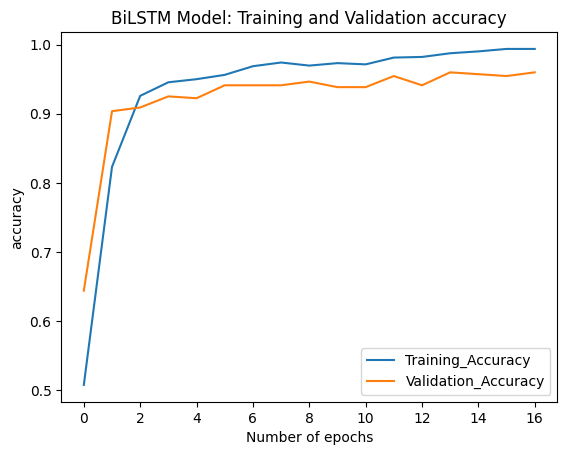 BiLSTM Model: Training and Validation accuracy
1.0
0.9
0.8
0.7
0.6
0.5
accuracy
Training_Accuracy
Validation_Accuracy
0 2 4 6 8 10 12 14 16
Number of epochs